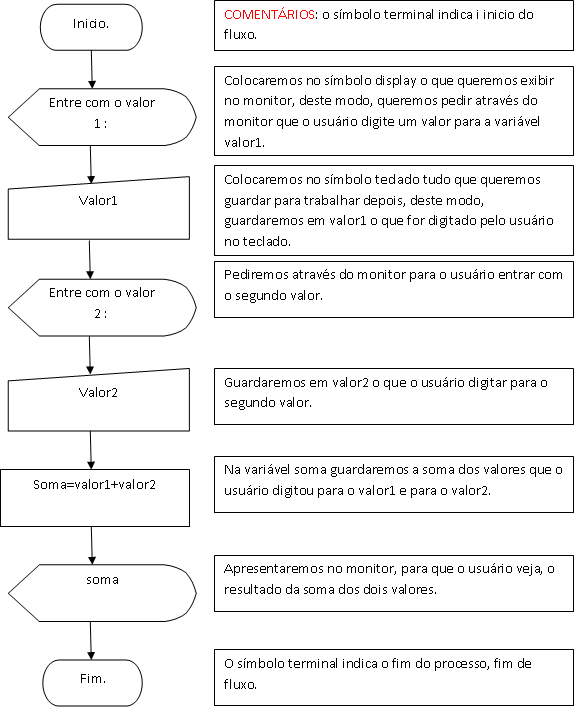 Inicio.
COMENTÁRIOS: o símbolo terminal indica i inicio do
fluxo.
Entre com o valor
1 :
Colocaremos no símbolo display o que queremos exibir
no monitor, deste modo, queremos pedir através do
monitor que o usuário digite um valor para a variável
valor1.
Valor1
Colocaremos no símbolo teclado tudo que queremos
guardar para trabalhar depois, deste modo,
guardaremos em valor1 o que for digitado pelo usuário
no teclado.
Entre com o valor
2 :
Pediremos através do monitor para o usuário entrar com
o segundo valor.
Valor2
Guardaremos em valor2 o que o usuário digitar para o
segundo valor.
Soma=valor1+valor2
Na variável soma guardaremos a soma dos valores que o
usuário digitou para o valor1 e para o valor2.
soma
Apresentaremos no monitor, para que o usuário veja, o
resultado da soma dos dois valores.
Fim.
O símbolo terminal indica o fim do processo, fim de
fluxo.